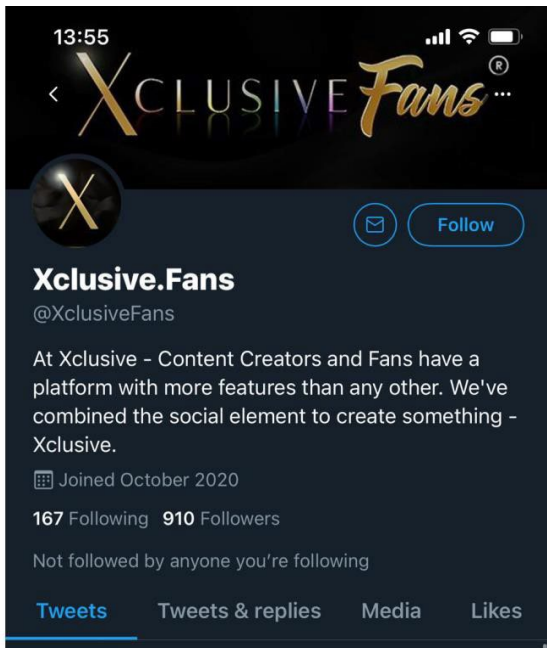 13:55
XCLUSIVE Fans ®
X
Follow
Xclusive.Fans
@XclusiveFans
At Xclusive - Content Creators and Fans have a
platform with more features than any other. We've
combined the social element to create something -
Xclusive.
Joined October 2020
167 Following 910 Followers
Not followed by anyone you're following
Tweets Tweets & replies Media Likes